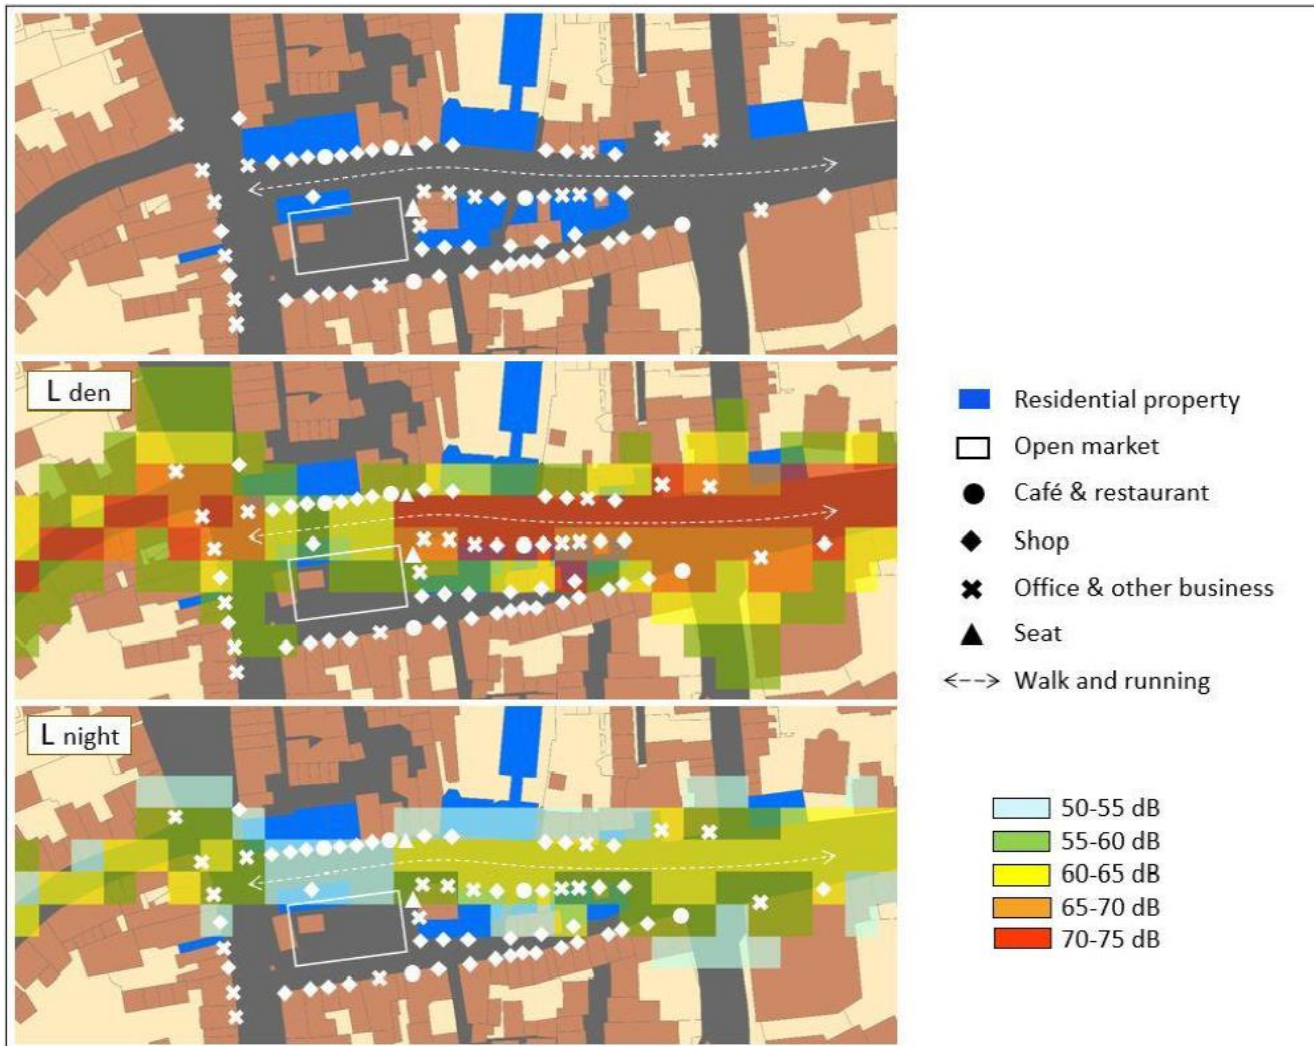 L den
L night
Residential property
Open market
Café & restaurant
Shop
Office & other business
Seat
Walk and running
50-55 dB
55-60 dB
60-65 dB
65-70 dB
70-75 dB